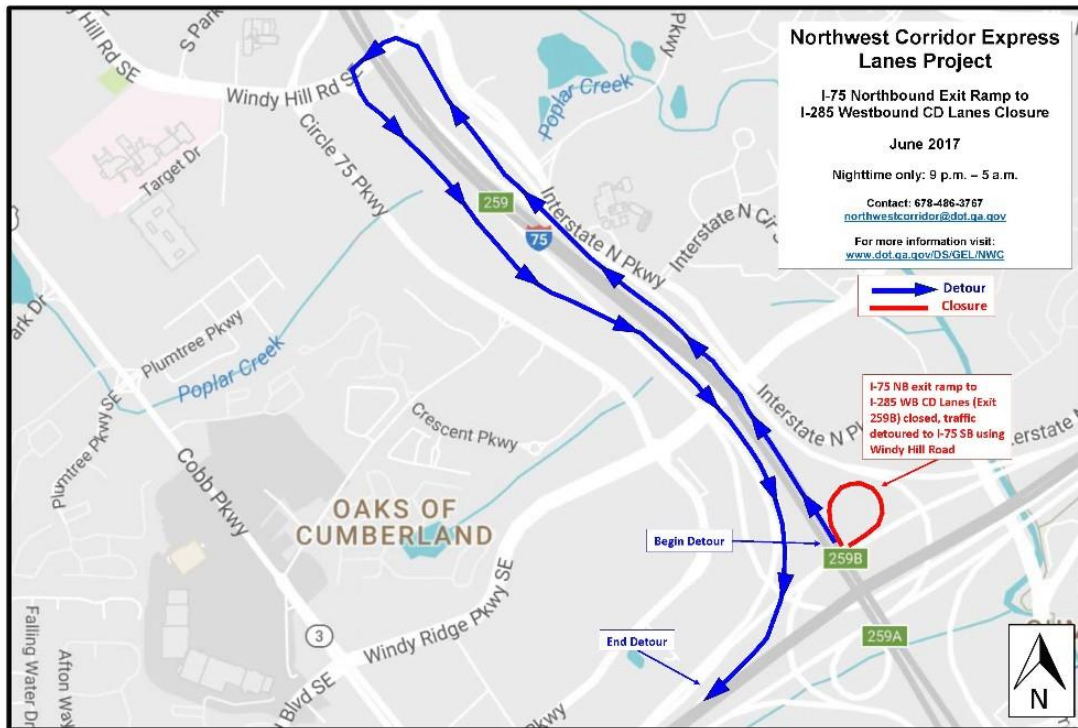 Northwest Corridor Express
Lanes Project
I-75 Northbound Exit Ramp to
I-285 Westbound CD Lanes Closure
June 2017
Nighttime only: 9 p.m. – 5 a.m.
Contact: 678-486-3767
northwestcorridor@dot.ga.gov
For more information visit:
www.dot.ga.gov/DS/GEL/NWC
Detour
Closure
I-75 NB exit ramp to
I-285 WB CD Lanes (Exit
259B) closed, traffic
detoured to I-75 SB using
Windy Hill Road
Begin Detour
End Detour
Hill Rd SE
S Park
Pkwy
Windy Hill Rd SE
Poplar Creek
Circle 75 Pkwy
Target Dr
259
75
Interstate N Pkwy
Interstate N Cir
ark Dr
Plumtree Pkwy
Poplar Creek
Plumtree Pkwy SE
Crescent Pkwy
Interstate N Pk
erstate N
Cobb Pkwy
OAKS OF
CUMBERLAND
259B
259A
3
Windy Ridge Pkwy SE
Falling Water Dr
Afton Way
Blvd SE
Pkwy
N